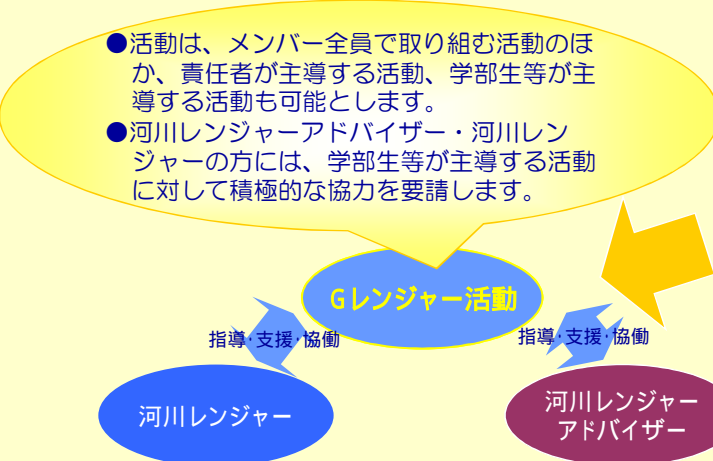 ●活動は、メンバー全員で取り組む活動のほ
か、責任者が主導する活動、学部生等が主
導する活動も可能とします。
●河川レンジャーアドバイザー・河川レン
ジャーの方には、学部生等が主導する活動
に対して積極的な協力を要請します。
Gレンジャー活動
指導・支援・協働
指導・支援・協働
河川レンジャー
河川レンジャー
アドバイザー